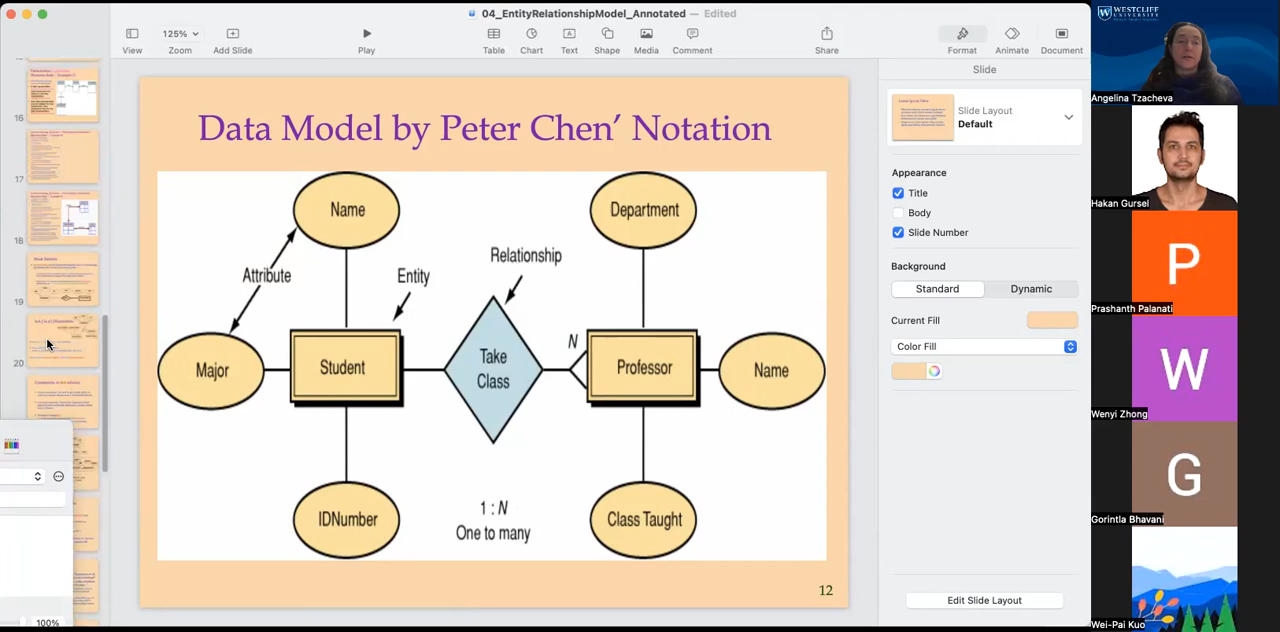 04_EntityRelationshipModel_Annotated — Edited
125%
View
Zoom
Add Slide
Play
Table
Chart
Text
Shape
Media
Comment
Share
Format
Animate
Document
Slide
Slide Layout
Default
Appearance
Title
Body
Slide Number
Background
Standard
Dynamic
Current Fill
Color Fill
Edit Slide Layout
16
17
18
19
20
100%
Data Model by Peter Chen’ Notation
Name
Department
Attribute
Entity
Relationship
Major
Student
Take
Class
N
Professor
Name
IDNumber
1 : N
One to many
Class Taught
12
WESTCLIFF
UNIVERSITY
Angelina Tzacheva
Hakan Gursel
P
Prashanth Palanati
W
Wenyi Zhong
G
Gorintla Bhavani
Wei-Pai Kuo